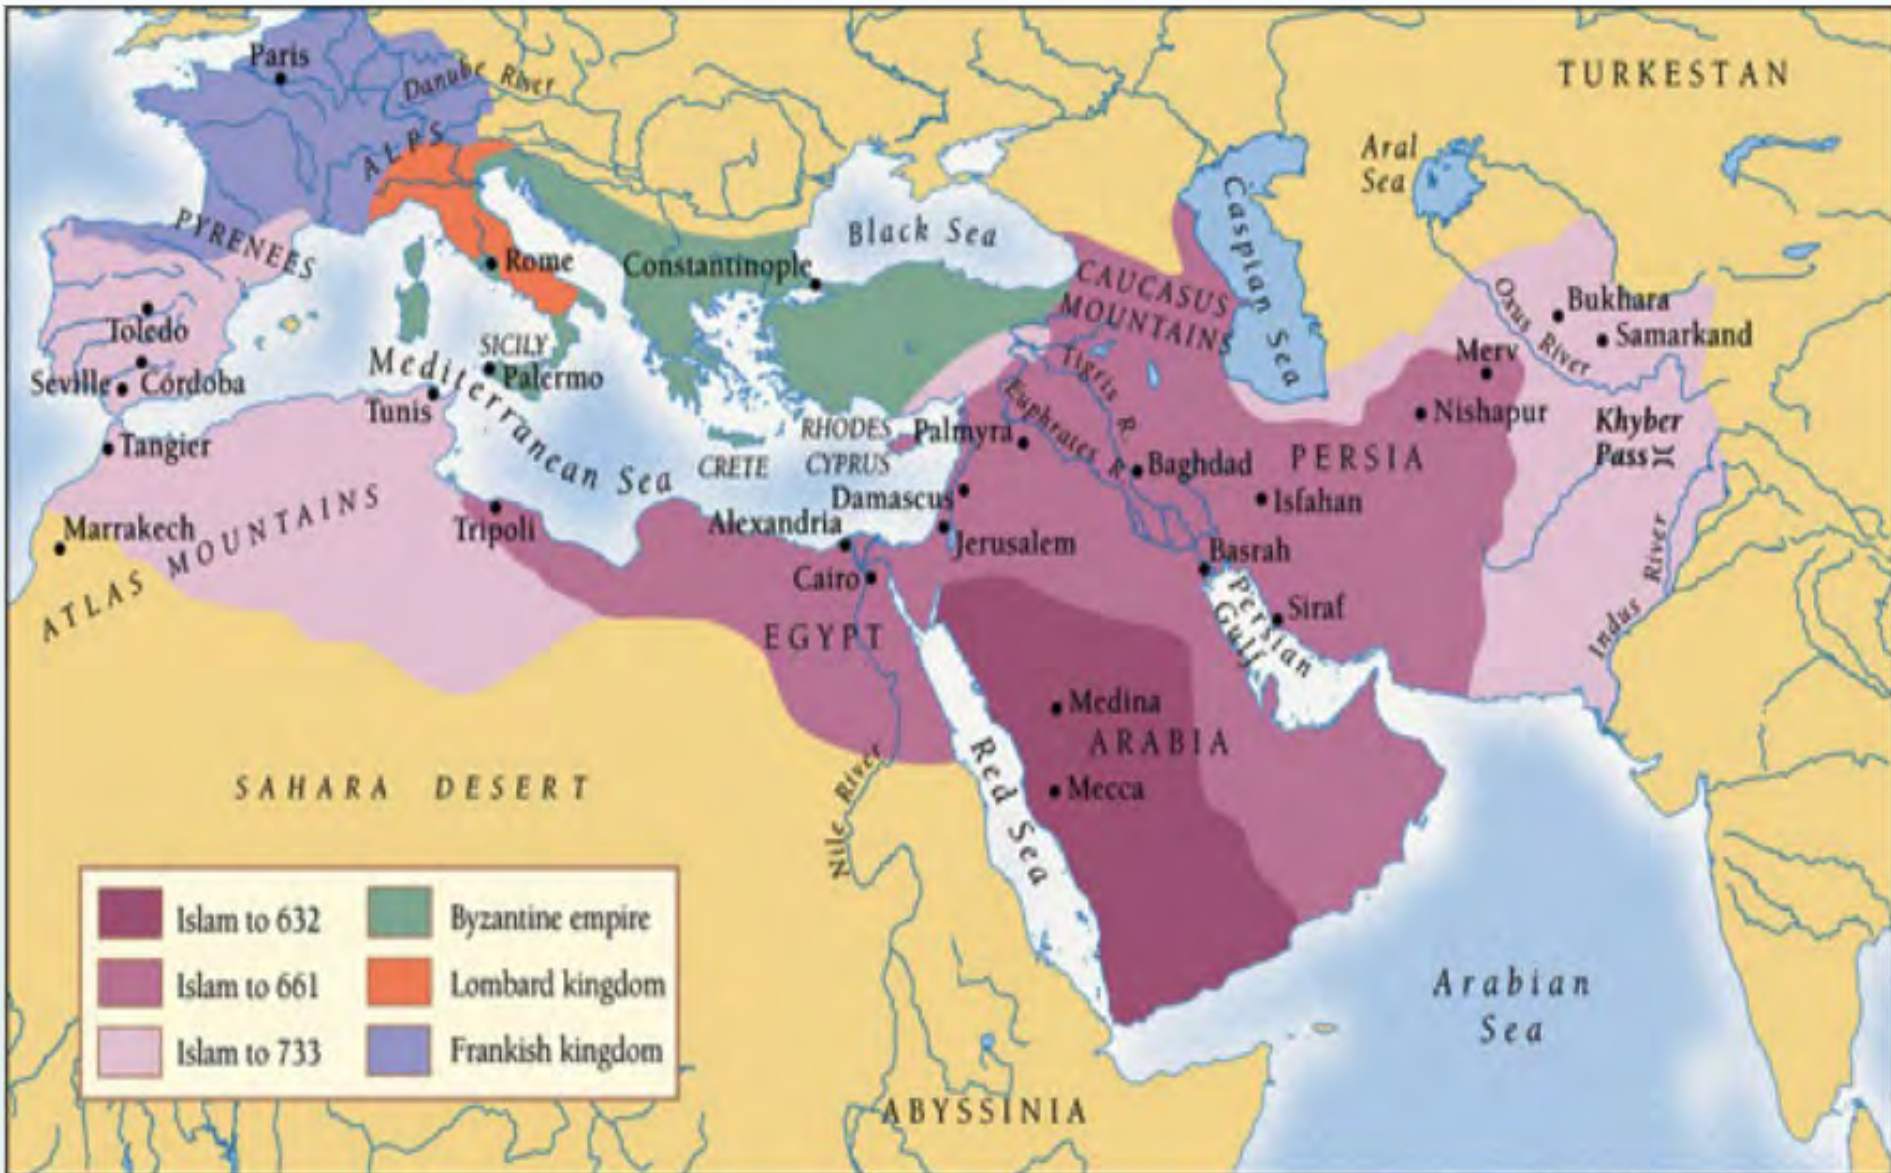 Paris
Danube River
TURKESTAN
ALPS
Aral
Sea
Caspian Sea
PYRENEES
Black Sea
Rome
Constantinople
CAUCASUS
MOUNTAINS
Oxus River
Bukhara
Samarkand
Toledo
SICILY
Palermo
Merv
Seville
Córdoba
Mediterranean Sea
Tunis
Tigris R.
Euphrates R.
Nishapur
Khyber
Pass
Tangier
RHODES
Palmyra
CRETE
CYPRUS
Baghdad
PERSIA
Damascus
Isfahan
Marrakech
ATLAS MOUNTAINS
Tripoli
Alexandria
Jerusalem
Basrah
Cairo
Persian
Gulf
Siraf
Indus River
EGYPT
Medina
ARABIA
Red Sea
Mecca
Nile River
SAHARA DESERT
Islam to 632
Islam to 661
Islam to 733
Byzantine empire
Lombard kingdom
Frankish kingdom
Arabian
Sea
ABYSSINIA